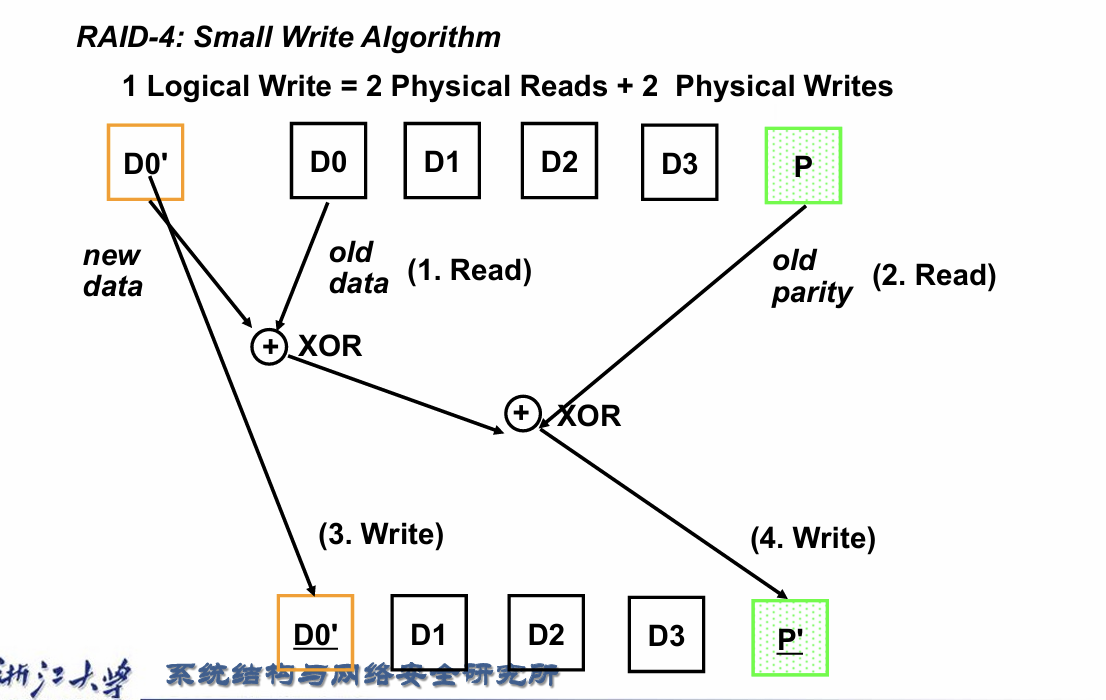 RAID-4: Small Write Algorithm
1 Logical Write = 2 Physical Reads + 2 Physical Writes
D0' D0 D1 D2 D3 P
new
data
old
data
(1. Read)
old
parity
(2. Read)
+ XOR
+ XOR
(3. Write)
(4. Write)
D0' D1 D2 D3 P'
浙江大学 系统结构与网络安全研究所